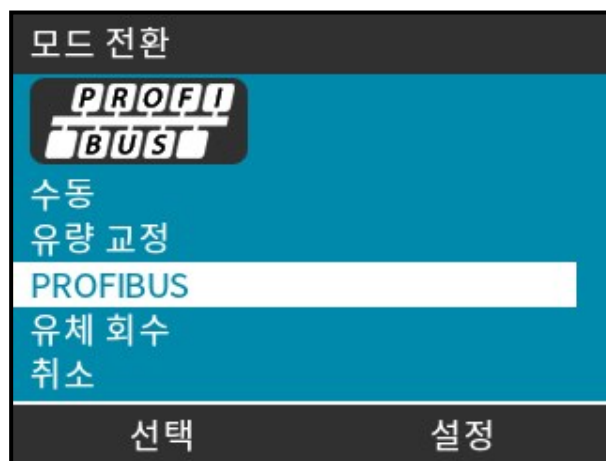 모드 전환
PROFI
BUS
수동
유량 교정
PROFIBUS
유체 회수
취소
선택 설정